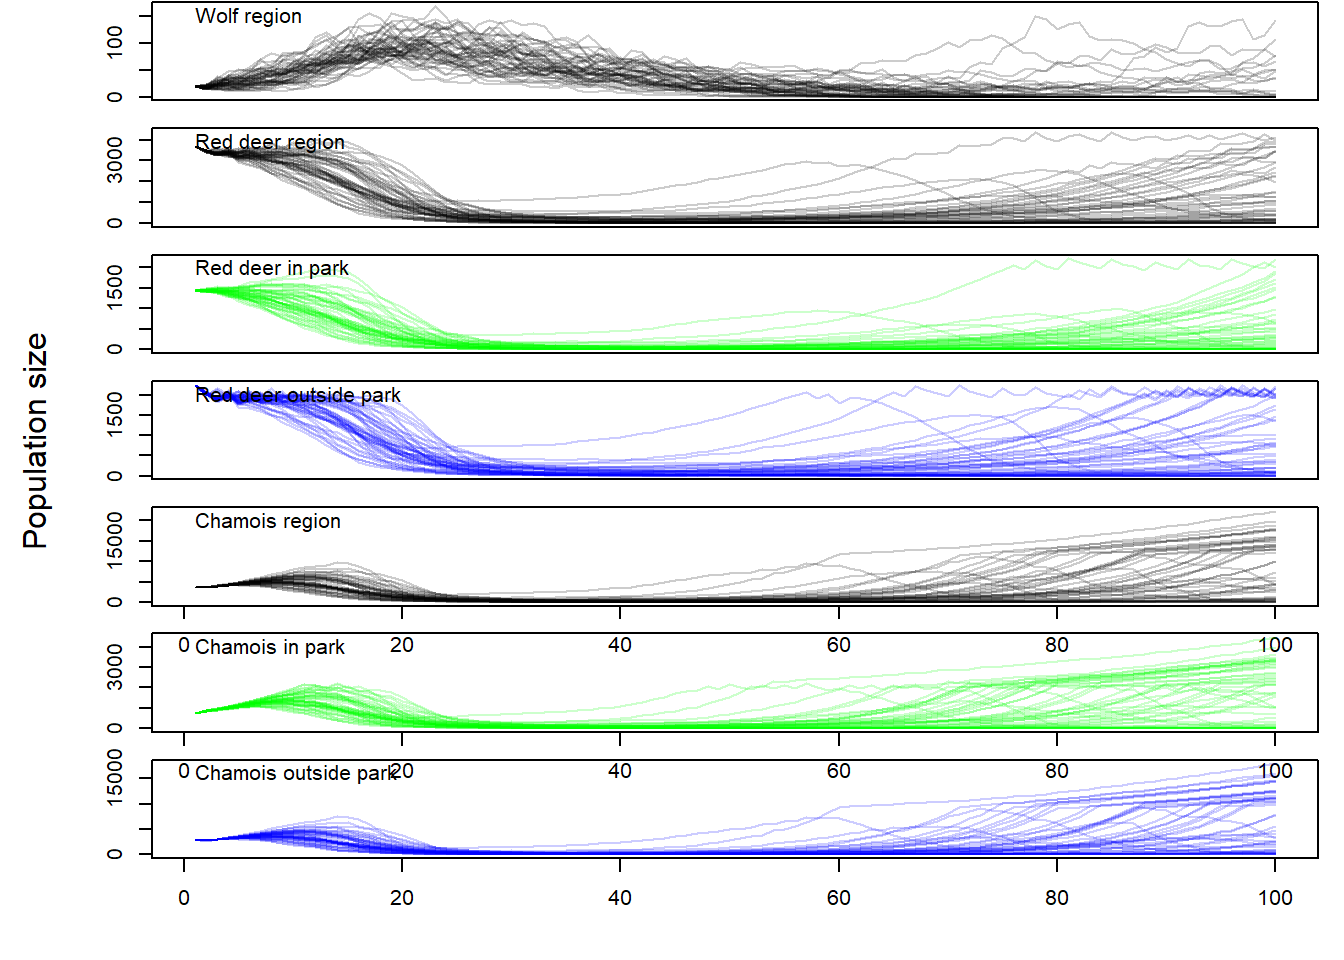 Population size
Wolf region
100
0
Red deer region
3000
0
Red deer in park
1500
0
Red deer outside park
1500
0
Chamois region
15000
0
0 20 40 60 80 100
Chamois in park
3000
0
0 20 40 60 80 100
Chamois outside park
15000
0
0 20 40 60 80 100